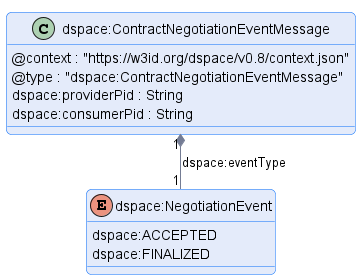 C dspace:ContractNegotiationEventMessage
@context : "https://w3id.org/dspace/v0.8/context.json"
@type : "dspace:ContractNegotiationEventMessage"
dspace:providerPid : String
dspace:consumerPid : String
1
dspace:eventType
1
E dspace:NegotiationEvent
dspace:ACCEPTED
dspace:FINALIZED